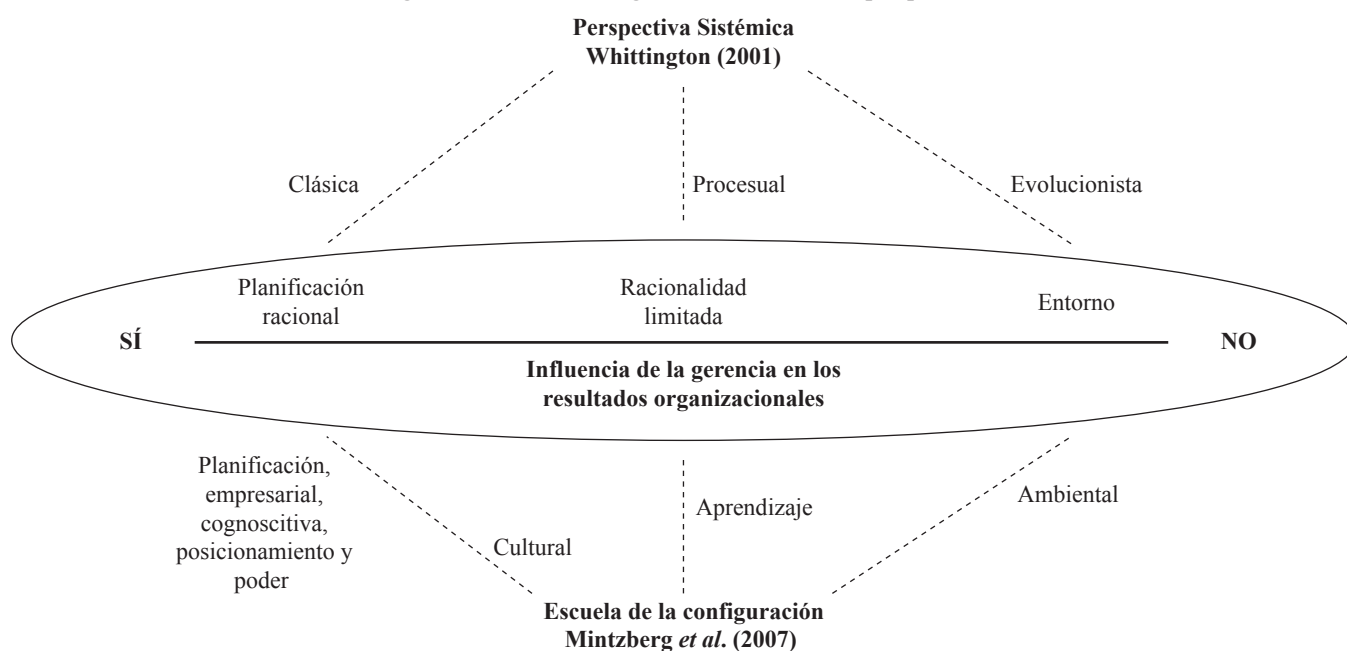 Perspectiva Sistémica
Whittington (2001)
Clásica
Procesual
Evolucionista
Planificación
racional
Racionalidad
limitada
Entorno
SÍ
NO
Influencia de la gerencia en los
resultados organizacionales
Planificación,
empresarial,
cognoscitiva,
posicionamiento y
poder
Cultural
Aprendizaje
Ambiental
Escuela de la configuración
Mintzberg et al. (2007)